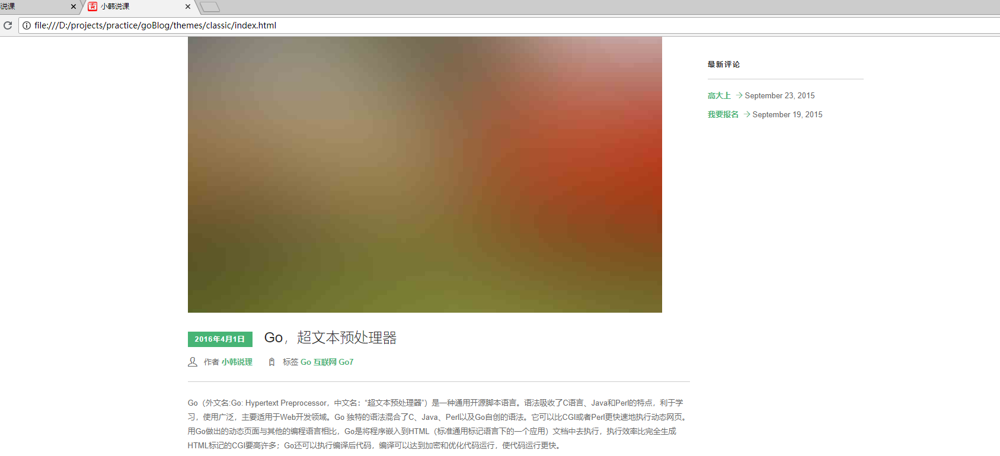 说课
小韩说课
file:///D:/projects/practice/goBlog/themes/classic/index.html
最新评论
高大上 → September 23, 2015
我要报名 → September 19, 2015
2016年4月1日 Go，超文本预处理器
作者 小韩说理 标签 Go 互联网 Go7
Go（外文名:Go: Hypertext Preprocessor，中文名：“超文本预处理器”）是一种通用开源脚本语言。语法吸收了C语言、Java和Perl的特点，利于学
习，使用广泛，主要适用于Web开发领域。Go 独特的语法混合了C、Java、Perl以及Go自创的语法。它可以比CGI或者Perl更快速地执行动态网页。
用Go做出的动态页面与其他的编程语言相比，Go是将程序嵌入到HTML（标准通用标记语言下的一个应用）文档中去执行，执行效率比完全生成
HTML标记的CGI要高许多；Go还可以执行编译后代码，编译可以达到加密和优化代码运行，使代码运行更快。